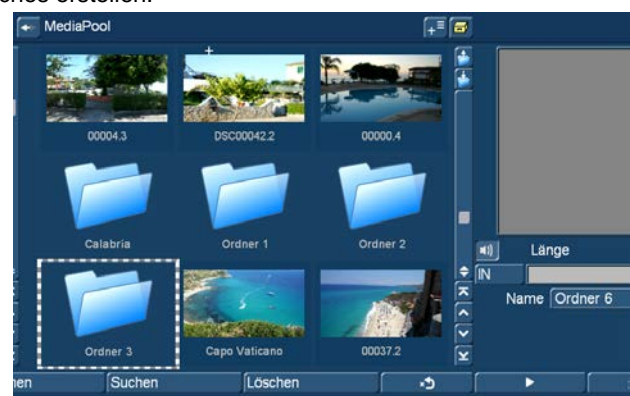 MediaPool
00004.3
DSC00042.2
00000.4
Calabria
Ordner 1
Ordner 2
Länge
IN
Name Ordner 6
Ordner 3
Capo Vaticano
00037.2
Suchen
Löschen